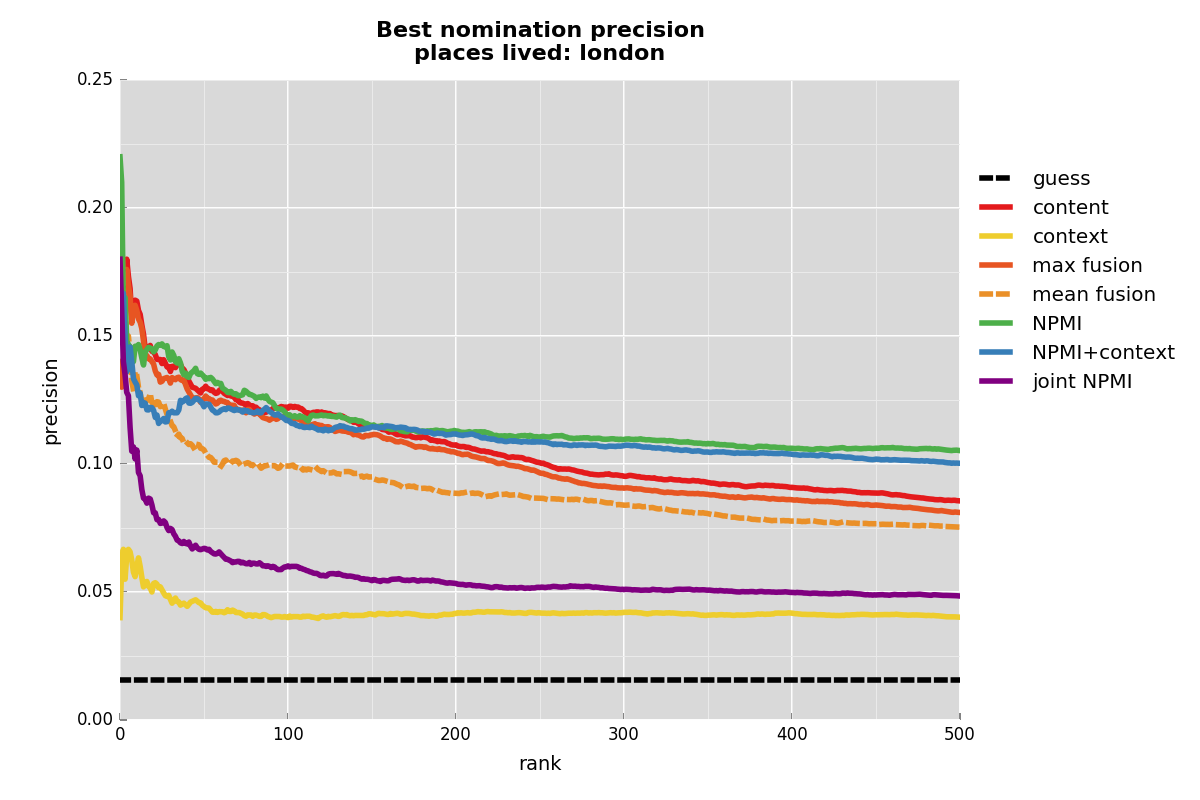 Best nomination precision
places lived: london
precision
0.25
0.20
0.15
0.10
0.05
0.00
0
100
200
300
400
500
rank
guess
content
context
max fusion
mean fusion
NPMI
NPMI+context
joint NPMI